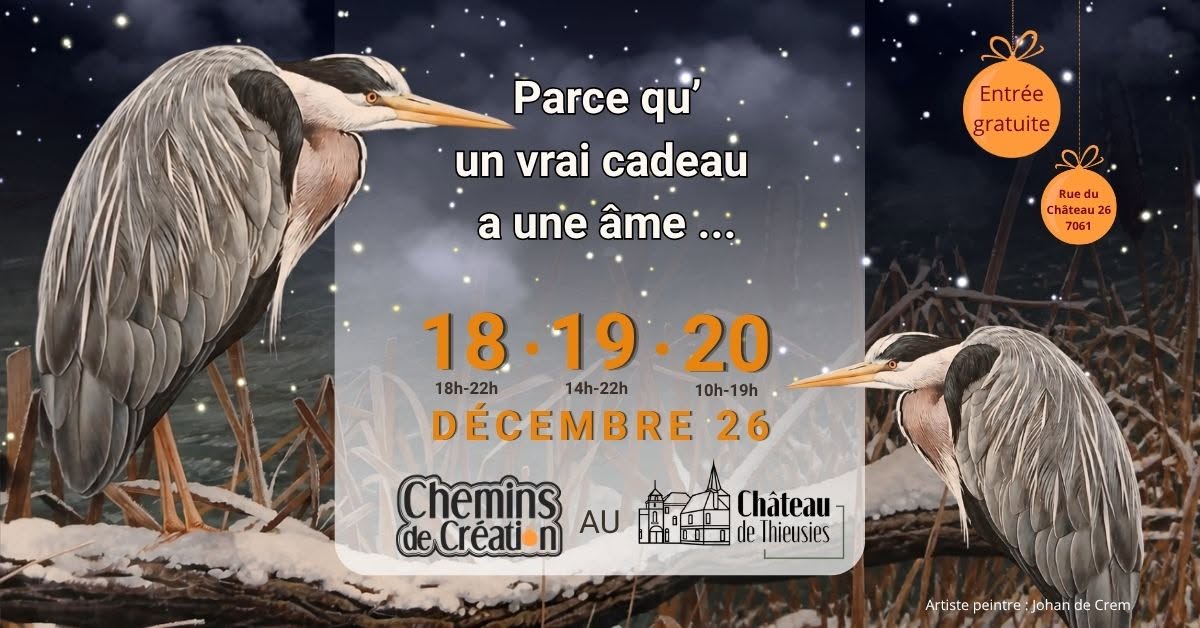 Parce qu'
un vrai cadeau
a une âme ...
Entrée
gratuite
Rue du
Château 26
7061
18 · 19 · 20
18h-22h 14h-22h 10h-19h
DÉCEMBRE 26
Chemins
de Création
AU
Château
de Thieusies
Artiste peintre : Johan de Crem